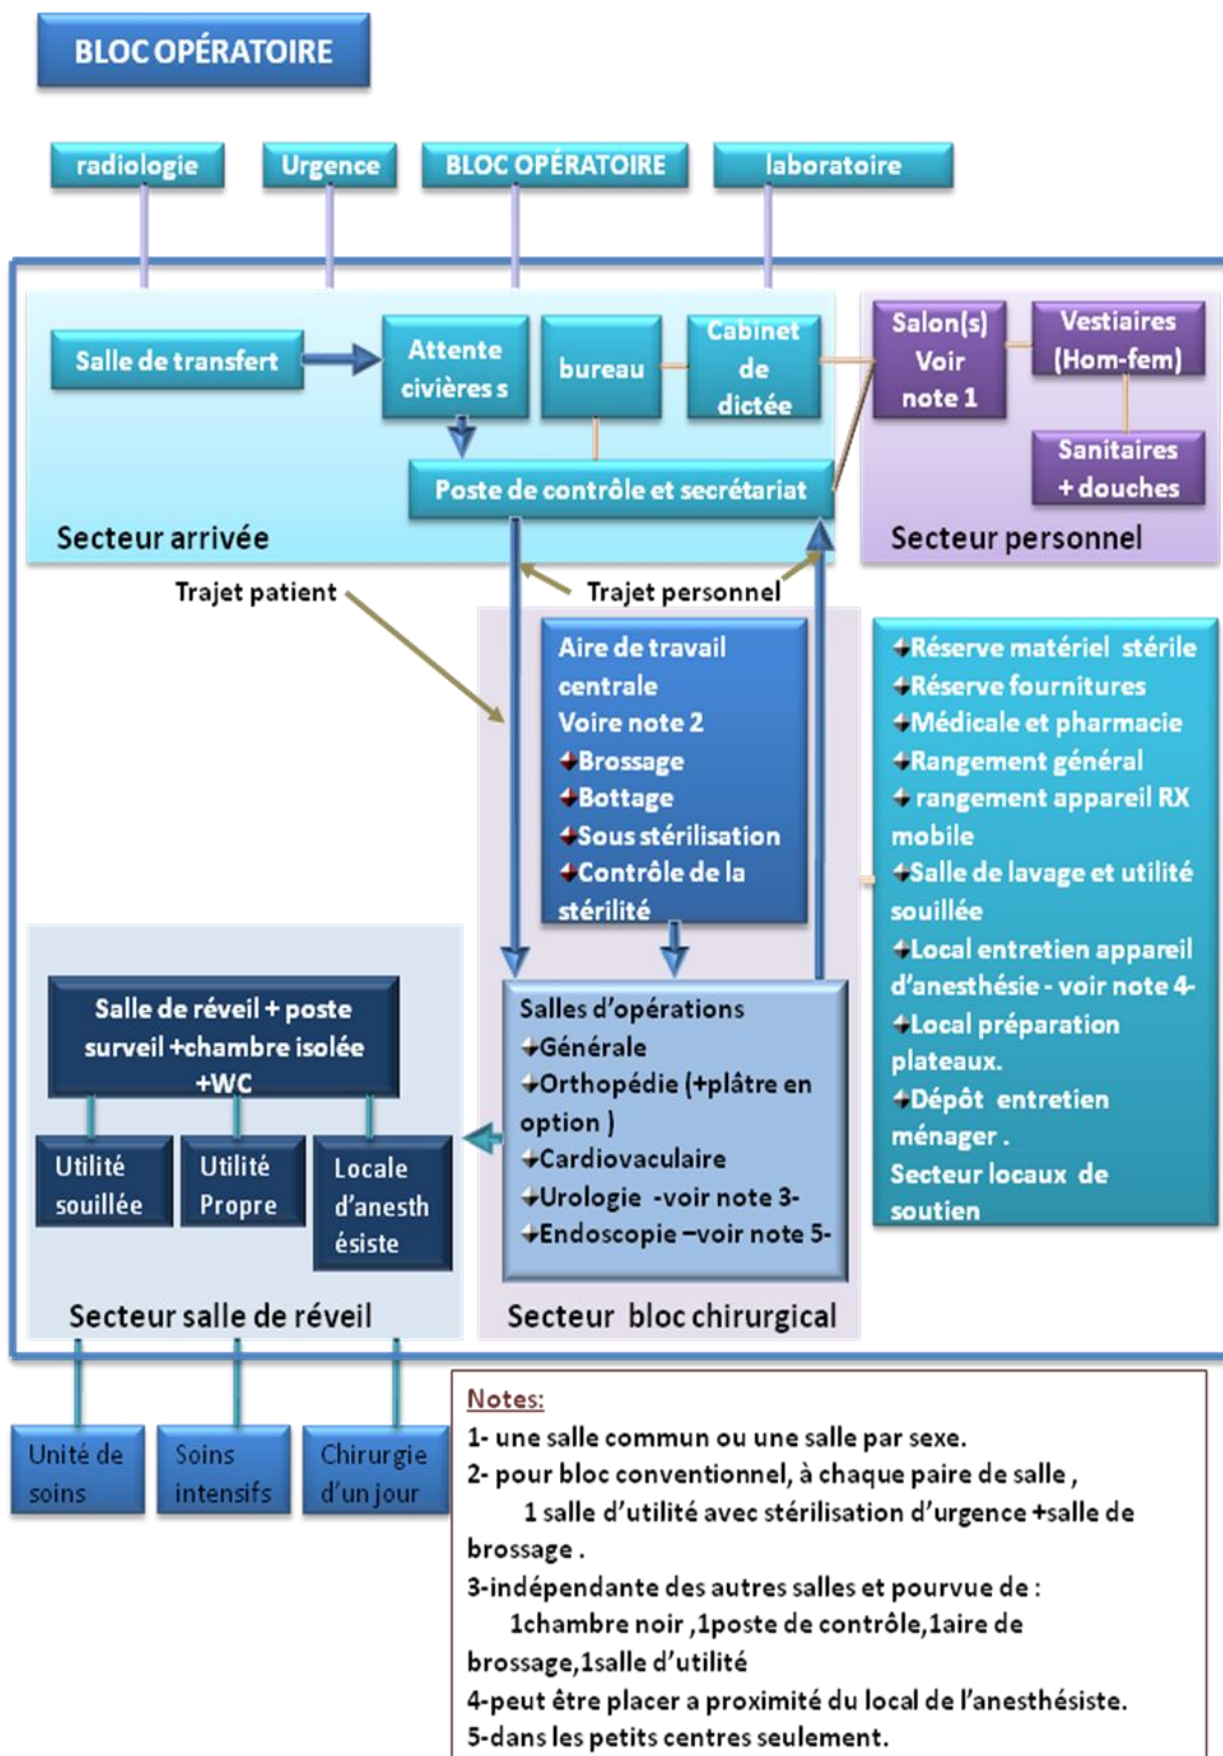 BLOC OPÉRATOIRE
radiologie
Urgence
BLOC OPÉRATOIRE
laboratoire
Salle de transfert
Attente
civières s
bureau
Cabinet
de
dictée
Poste de contrôle et secrétariat
Secteur arrivée
Salon(s)
Voir
note 1
Vestiaires
(Hom-fem)
Sanitaires
+ douches
Secteur personnel
Trajet patient
Trajet personnel
Aire de travail
centrale
Voire note 2
Brossage
Bottage
Sous stérilisation
Contrôle de la
stérilité
Réserve matériel stérile
Réserve fournitures
Médicale et pharmacie
Rangement général
rangement appareil RX
mobile
Salle de lavage et utilité
souillée
Local entretien appareil
d'anesthésie - voir note 4-
Local préparation
plateaux.
Dépôt entretien
ménager .
Secteur locaux de
soutien
Salle de réveil + poste
surveil +chambre isolée
+WC
Utilité
souillée
Utilité
Propre
Locale
d'anesth
ésiste
Secteur salle de réveil
Salles d'opérations
Générale
Orthopédie (+plâtre en
option )
Cardiovaculaire
Urologie -voir note 3-
Endoscopie –voir note 5-
Secteur bloc chirurgical
Unité de
soins
Soins
intensifs
Chirurgie
d'un jour
Notes:
1- une salle commun ou une salle par sexe.
2- pour bloc conventionnel, à chaque paire de salle ,
1 salle d'utilité avec stérilisation d'urgence +salle de
brossage .
3-indépendante des autres salles et pourvue de :
1chambre noir ,1poste de contrôle,1aire de
brossage,1salle d'utilité
4-peut être placer a proximité du local de l'anesthésiste.
5-dans les petits centres seulement.